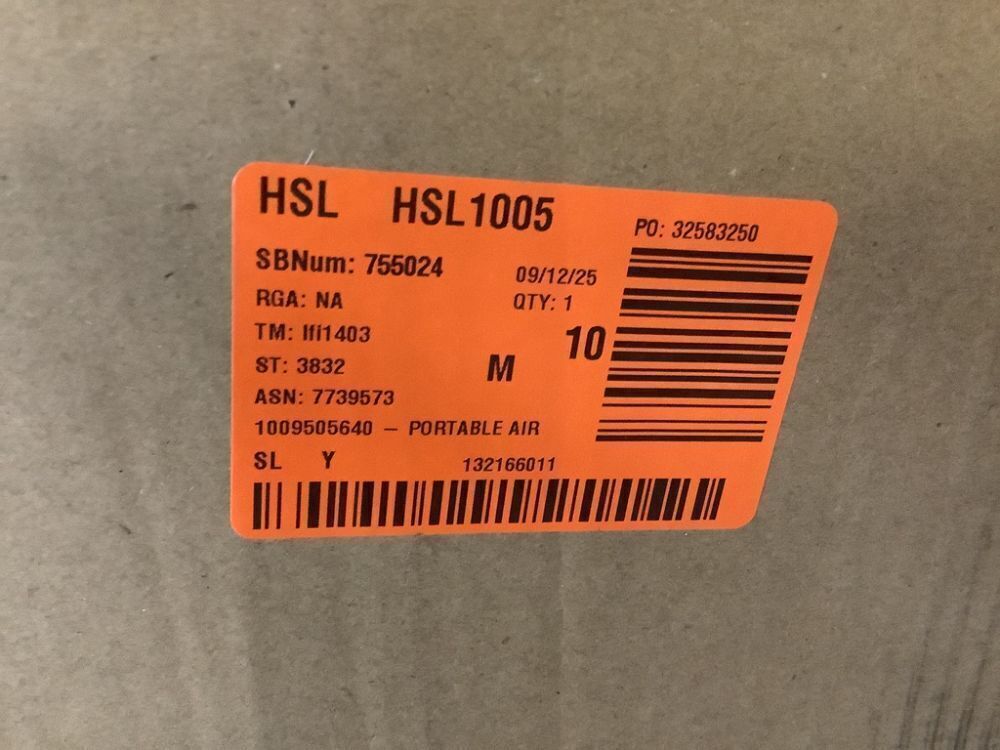 HSL HSL1005
PO: 32583250
SBNum: 755024
09/12/25
RGA: NA
QTY: 1
TM: lfi1403
10
ST: 3832
M
ASN: 7739573
1009505640 – PORTABLE AIR
SL Y
132166011